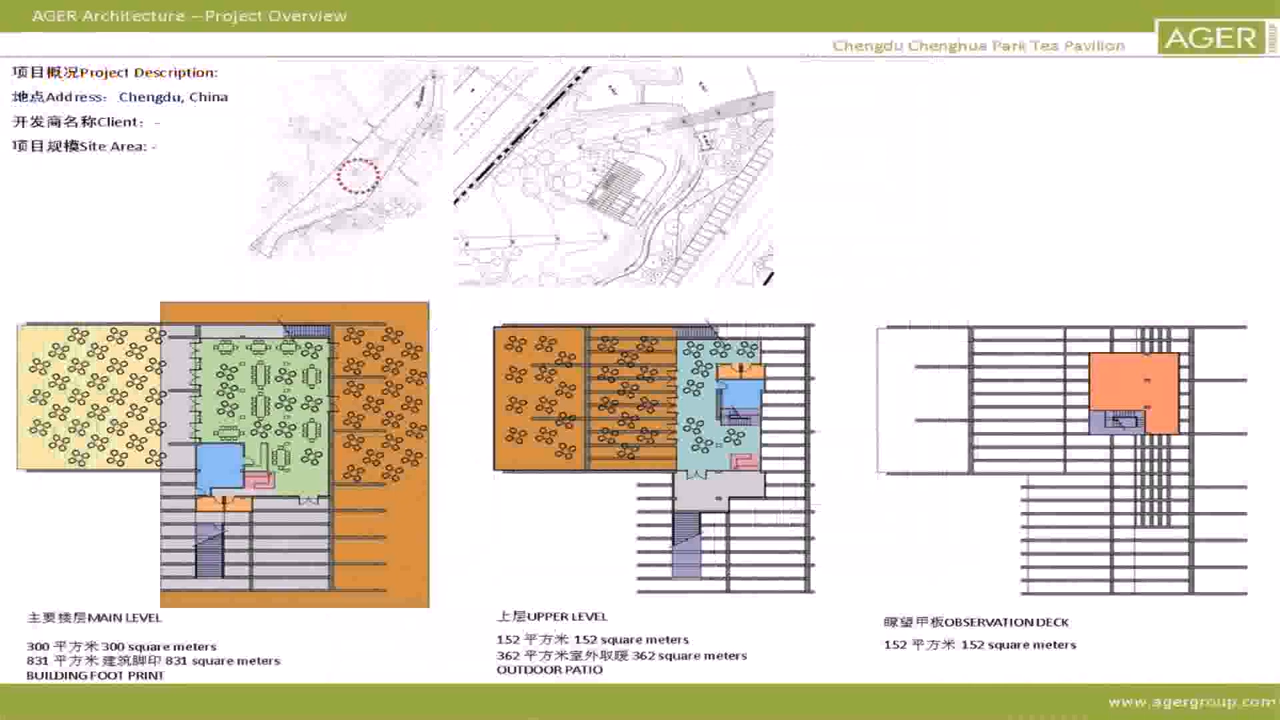 AGER Architecture – Project Overview
Chengdu Chenghua Park Tea Pavilion
AGER
GROUP
项目概况Project Description:
地点Address: Chengdu, China
开发商名称Client: -
项目规模Site Area: -
主要楼层MAIN LEVEL
300 平方米 300 square meters
831 平方米 建筑脚印 831 square meters
BUILDING FOOT PRINT
上层UPPER LEVEL
152 平方米 152 square meters
362 平方米室外取暖 362 square meters
OUTDOOR PATIO
瞭望甲板OBSERVATION DECK
152 平方米 152 square meters
www.agergroup.com